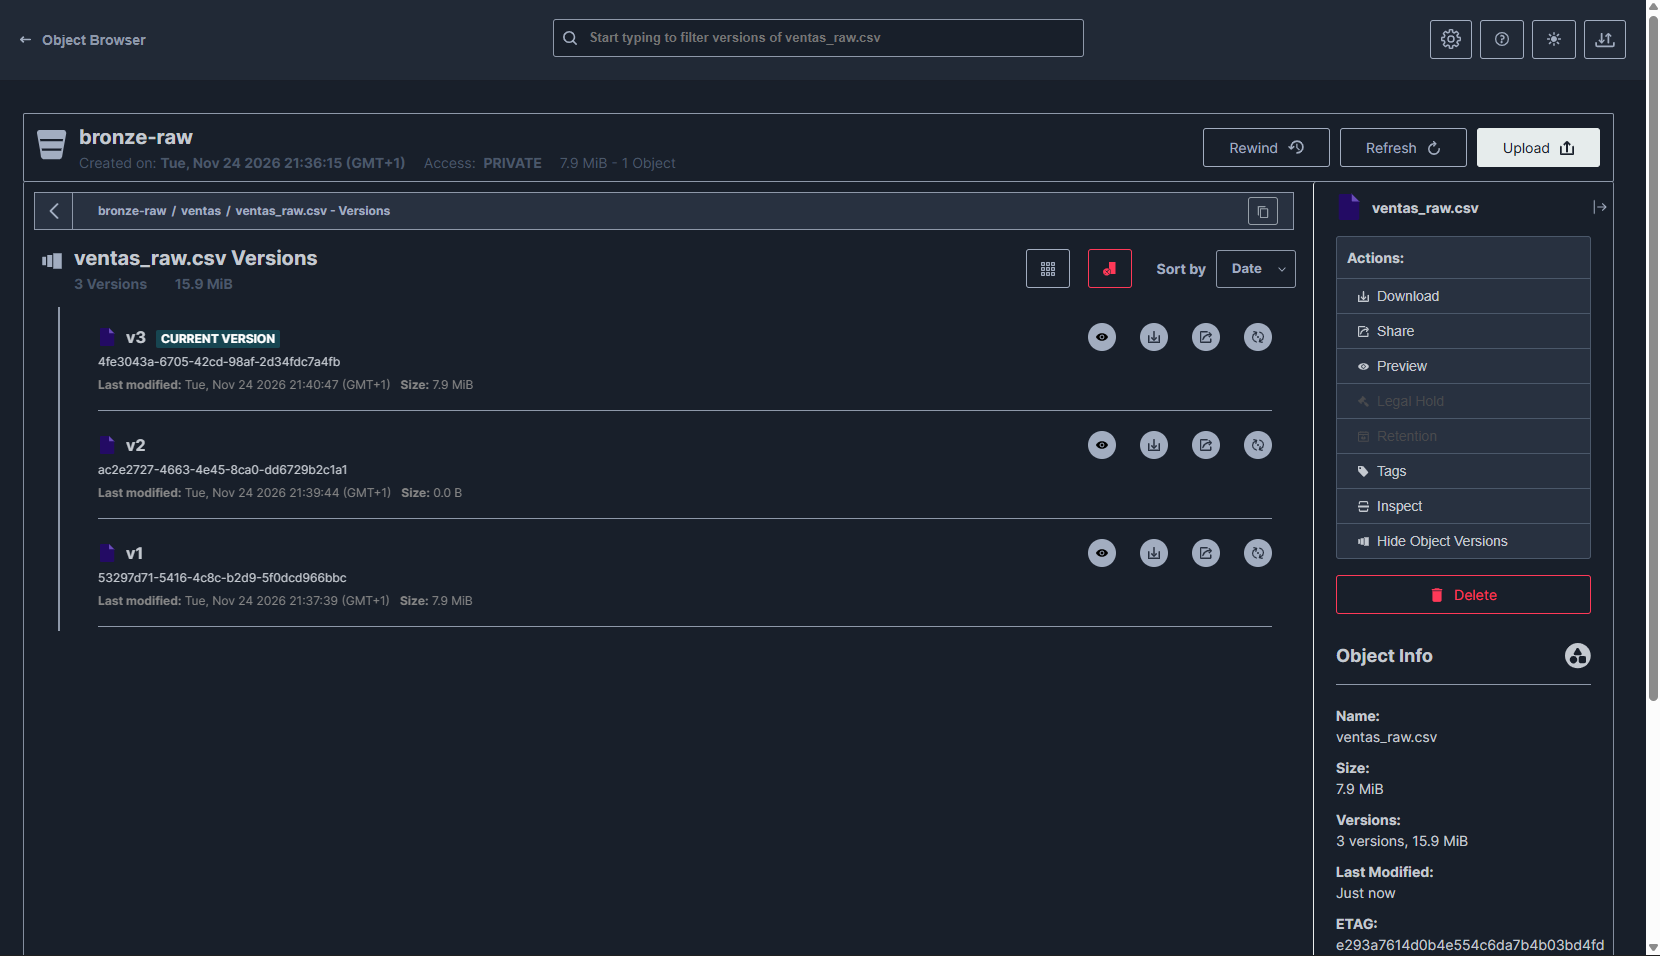 Object Browser
Start typing to filter versions of ventas_raw.csv
bronze-raw
Created on: Tue, Nov 24 2026 21:36:15 (GMT+1) Access: PRIVATE 7.9 MiB - 1 Object
Rewind
Refresh
Upload
bronze-raw / ventas / ventas_raw.csv - Versions
ventas_raw.csv Versions
3 Versions 15.9 MiB
Sort by
Date
v3 CURRENT VERSION
4fe3043a-6705-42cd-98af-2d34fdc7a4fb
Last modified: Tue, Nov 24 2026 21:40:47 (GMT+1) Size: 7.9 MiB
v2
ac2e2727-4663-4e45-8ca0-dd6729b2c1a1
Last modified: Tue, Nov 24 2026 21:39:44 (GMT+1) Size: 0.0 B
v1
53297d71-5416-4c8c-b2d9-5f0dcd966bbc
Last modified: Tue, Nov 24 2026 21:37:39 (GMT+1) Size: 7.9 MiB
ventas_raw.csv
Actions:
Download
Share
Preview
Legal Hold
Retention
Tags
Inspect
Hide Object Versions
Delete
Object Info
Name:
ventas_raw.csv
Size:
7.9 MiB
Versions:
3 versions, 15.9 MiB
Last Modified:
Just now
ETAG:
e293a7614d0b4e554c6da7b4b03bd4fd